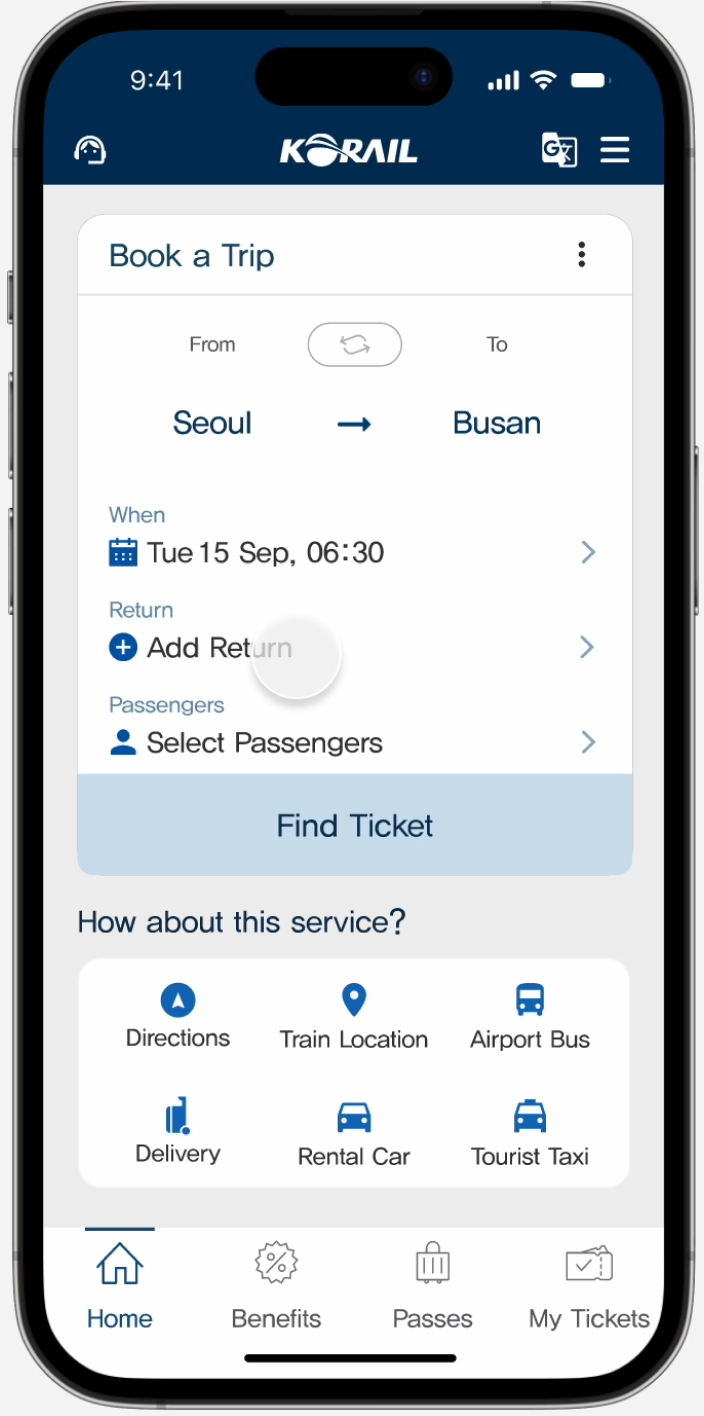 9:41
KORAIL
G文
Book a Trip
From To
Seoul → Busan
When
Tue 15 Sep, 06:30
Return
Add Return
Passengers
Select Passengers
Find Ticket
How about this service?
Directions Train Location Airport Bus
Delivery Rental Car Tourist Taxi
Home Benefits Passes My Tickets